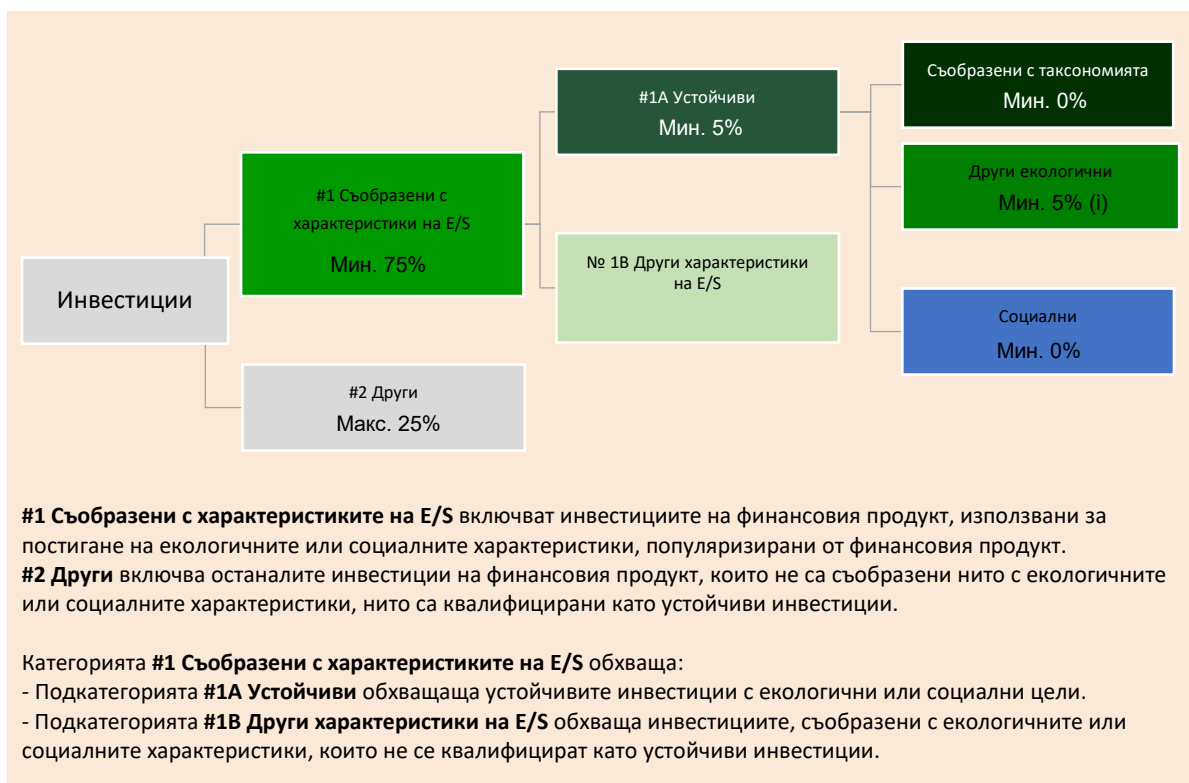 Инвестиции
#1 Съобразени с
характеристики на E/S
Мин. 75%
#2 Други
Макс. 25%
#1A Устойчиви
Мин. 5%
№ 1B Други характеристики
на E/S
Съобразени с таксономията
Мин. 0%
Други екологични
Мин. 5% (i)
Социални
Мин. 0%
#1 Съобразени с характеристиките на E/S включват инвестициите на финансовия продукт, използвани за
постигане на екологичните или социалните характеристики, популяризирани от финансовия продукт.
#2 Други включва останалите инвестиции на финансовия продукт, които не са съобразени нито с екологичните
или социалните характеристики, нито са квалифицирани като устойчиви инвестиции.
Категорията #1 Съобразени с характеристиките на E/S обхваща:
- Подкатегорията #1A Устойчиви обхващаща устойчивите инвестиции с екологични или социални цели.
- Подкатегорията #1B Други характеристики на E/S обхваща инвестициите, съобразени с екологичните или
социалните характеристики, които не се квалифицират като устойчиви инвестиции.